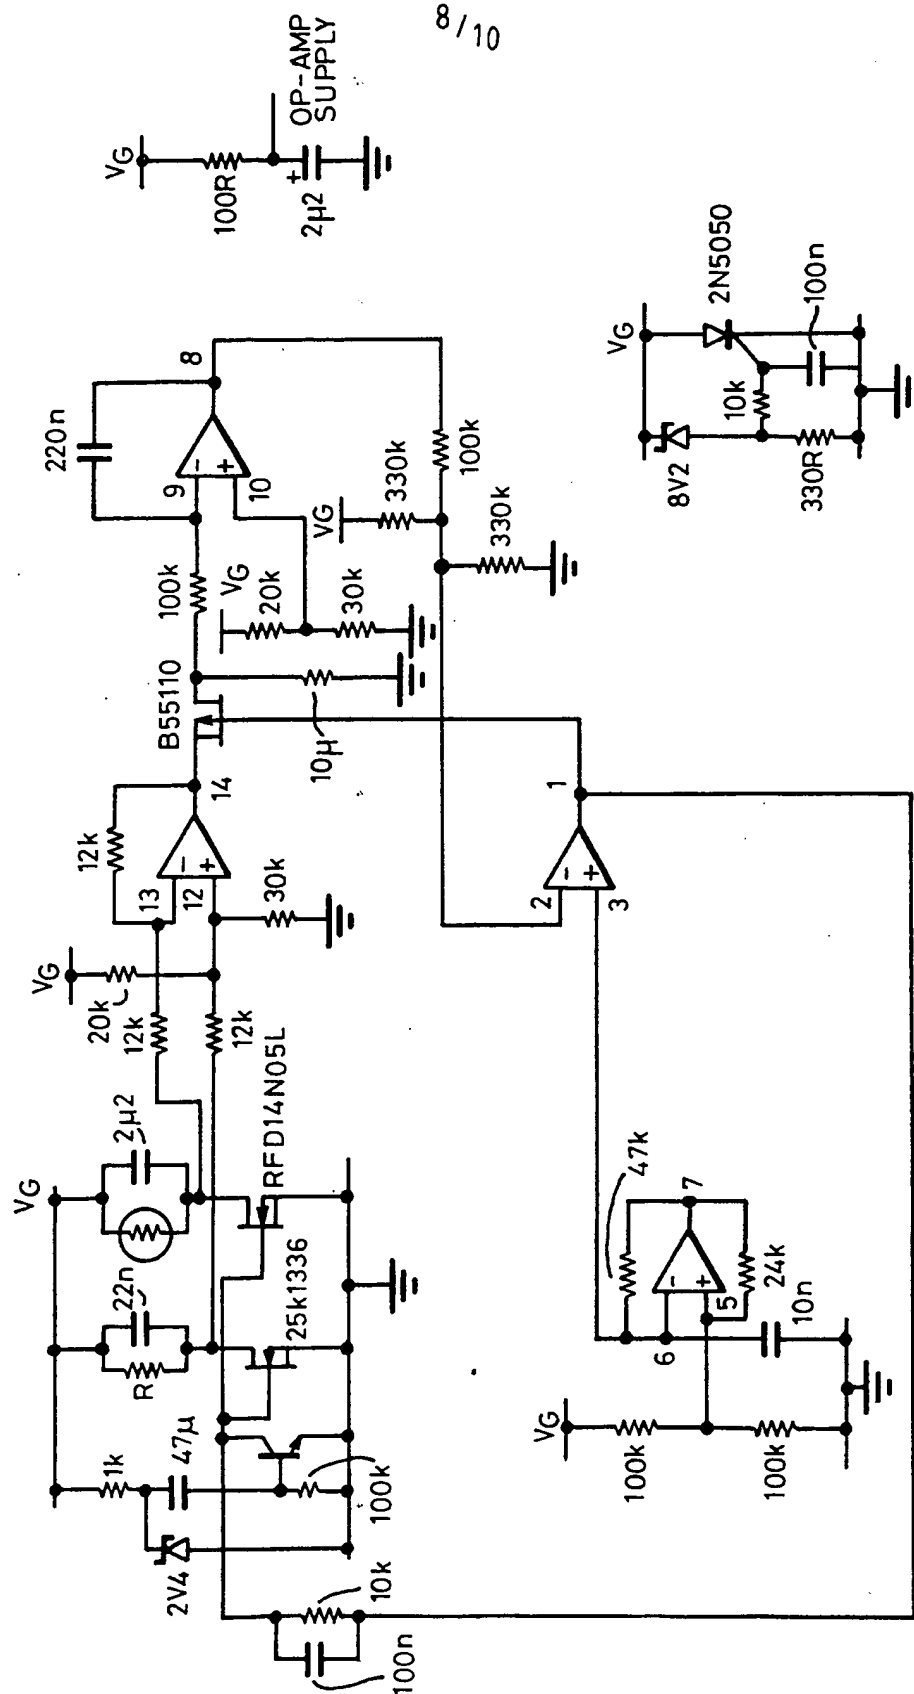 8/10
VG
100R
+
2µ2
OP-AMP
SUPPLY
220n
8
9
10
-
+
100k
VG
20k
30k
VG
330k
100k
330k
VG
8V2
10k
2N5050
330R
100n
B55110
10µ
12k
14
13
12
-
+
30k
VG
20k
12k
12k
1
2
3
-
+
VG
2µ2
22n
R
RFD14N05L
25k1336
1k
47µ
2V4
100k
10k
100n
47k
7
-
+
5
6
24k
10n
VG
100k
100k